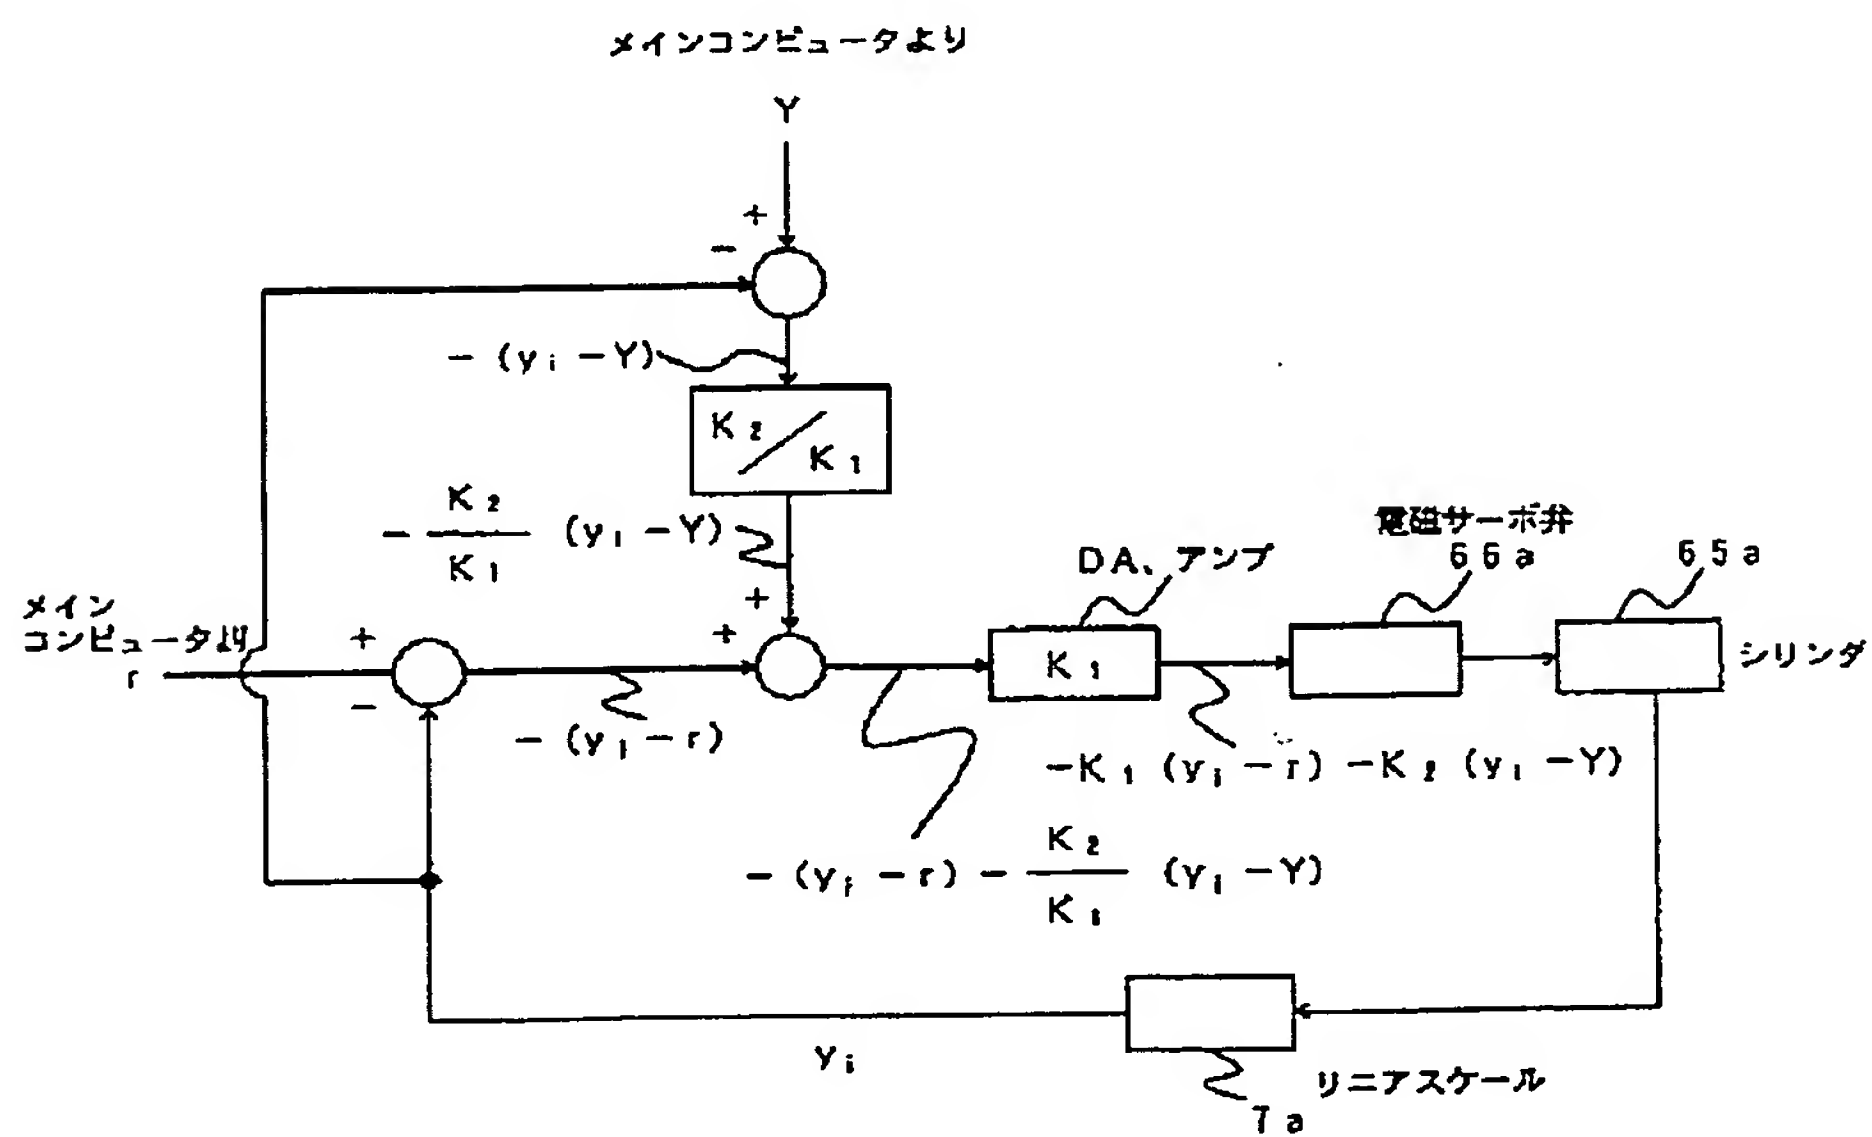 メインコンピュータより
Y
+
−
− (yi − Y)
K2 / K1
− K2/K1 (yi − Y)
+
電磁サーボ弁
66a
65a
DA、アンプ
メイン
コンピュータより
r
+
−
+
K1
シリンダ
− (yi − r)
−K1 (yi − r) −K2 (yi − Y)
− (yi − r) − K2/K1 (yi − Y)
yi
リニアスケール
7a